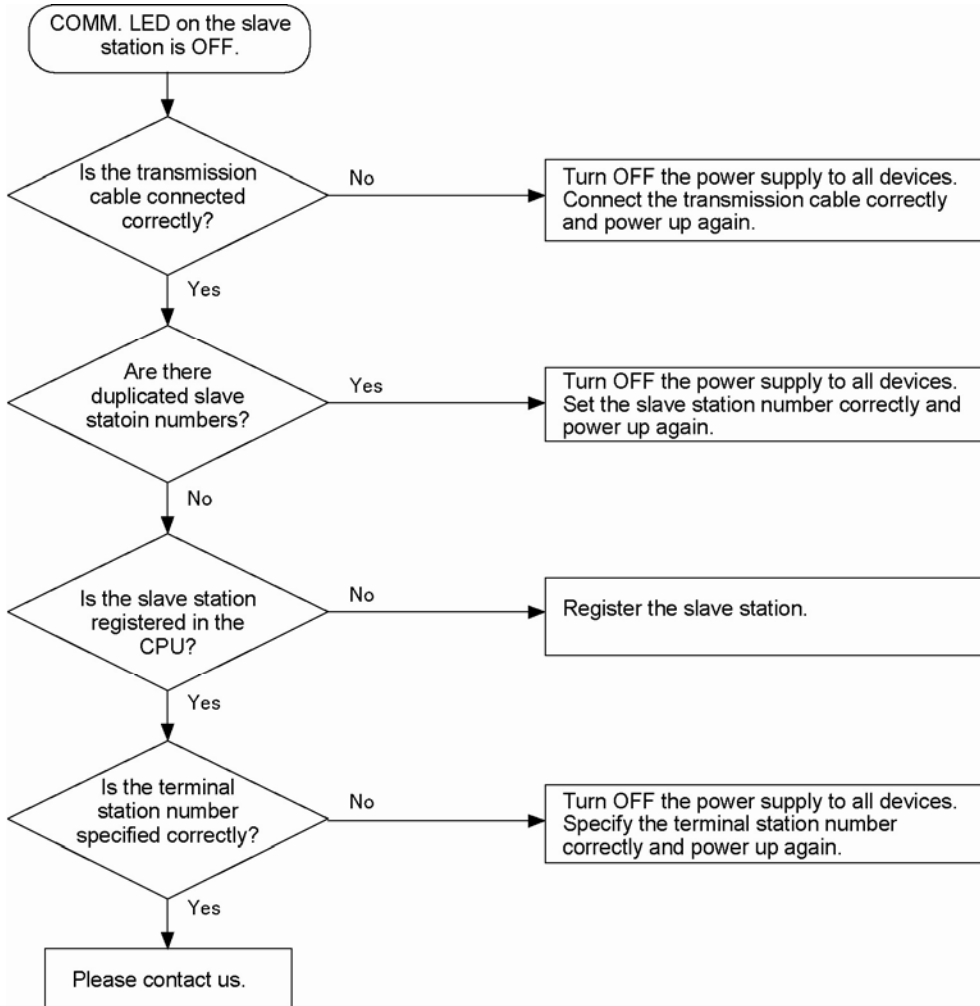 COMM. LED on the slave
station is OFF.
Is the transmission
cable connected
correctly?
No
Turn OFF the power supply to all devices.
Connect the transmission cable correctly
and power up again.
Yes
Are there
duplicated slave
statoin numbers?
Yes
Turn OFF the power supply to all devices.
Set the slave station number correctly and
power up again.
No
Is the slave station
registered in the
CPU?
No
Register the slave station.
Yes
Is the terminal
station number
specified correctly?
No
Turn OFF the power supply to all devices.
Specify the terminal station number
correctly and power up again.
Yes
Please contact us.